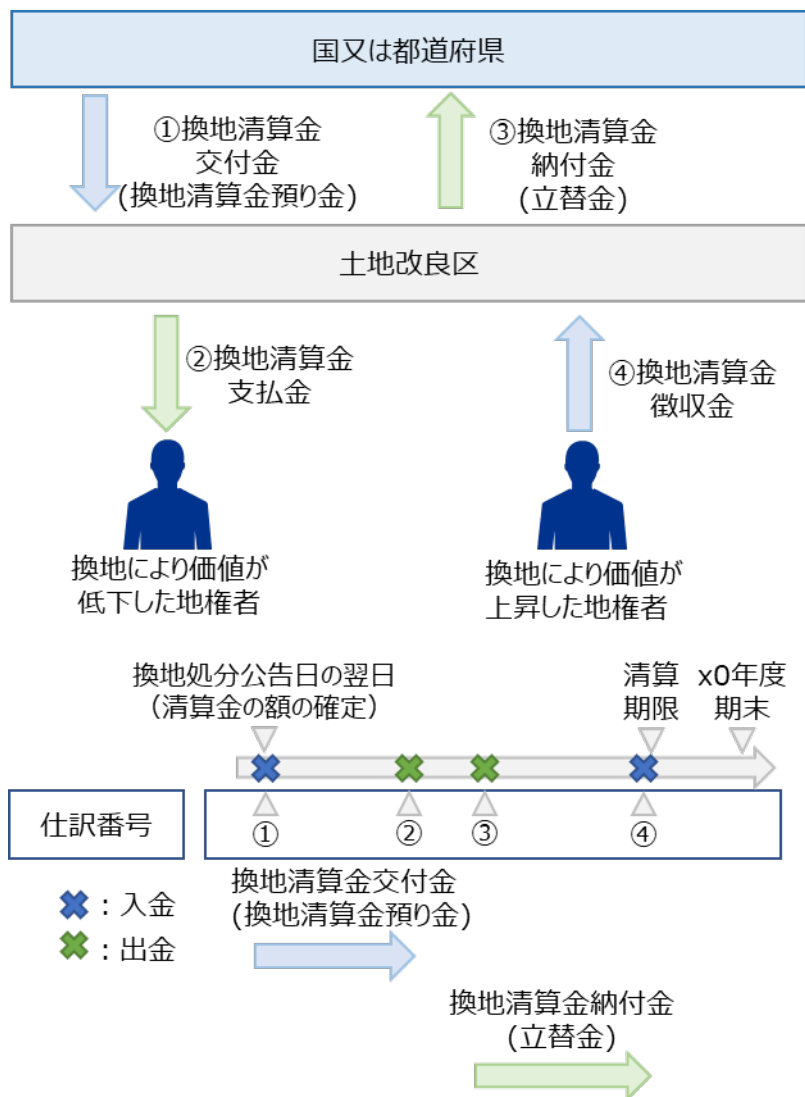 国又は都道府県
①換地清算金
交付金
(換地清算金預り金)
③換地清算金
納付金
(立替金)
土地改良区
②換地清算金
支払金
④換地清算金
徴収金
換地により価値が
低下した地権者
換地により価値が
上昇した地権者
換地処分公告日の翌日
（清算金の額の確定）
清算
期限
x0年度
期末
仕訳番号
①
②
③
④
：入金
：出金
換地清算金交付金
(換地清算金預り金)
換地清算金納付金
(立替金)